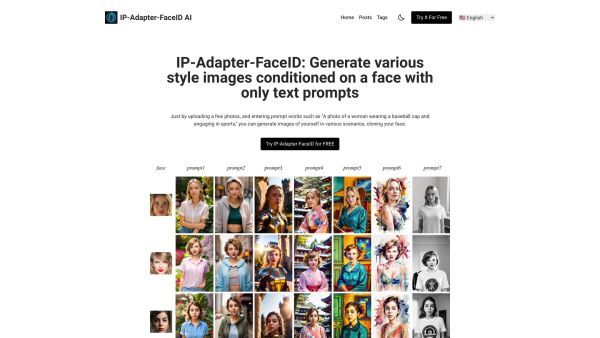 IP-Adapter-FaceID AI
Home Posts Tags Try It For Free English
IP-Adapter-FaceID: Generate various
style images conditioned on a face with
only text prompts
Just by uploading a few photos, and entering prompt words such as "A photo of a woman wearing a baseball cap and
engaging in sports," you can generate images of yourself in various scenarios, cloning your face.
Try IP-Adapter-FaceID for FREE
face prompt1 prompt2 prompt3 prompt4 prompt5 prompt6 prompt7